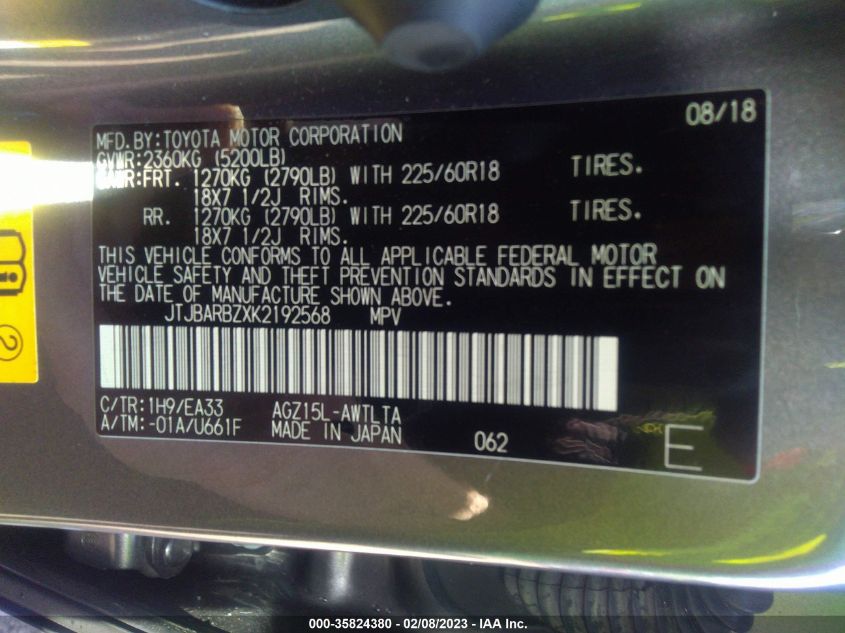 08/18
MFD.BY:TOYOTA MOTOR CORPORATION
GVWR:2360KG (5200LB)
GAWR:FRT. 1270KG (2790LB) WITH 225/60R18 TIRES.
18X7 1/2J RIMS.
RR. 1270KG (2790LB) WITH 225/60R18 TIRES.
18X7 1/2J RIMS.
THIS VEHICLE CONFORMS TO ALL APPLICABLE FEDERAL MOTOR
VEHICLE SAFETY AND THEFT PREVENTION STANDARDS IN EFFECT ON
THE DATE OF MANUFACTURE SHOWN ABOVE.
JTJBARBZXK2192568 MPV
C/TR:1H9/EA33 AGZ15L-AWTLTA
A/TM:-01A/U661F MADE IN JAPAN 062 E
2
000-35824380 - 02/08/2023 - IAA Inc.